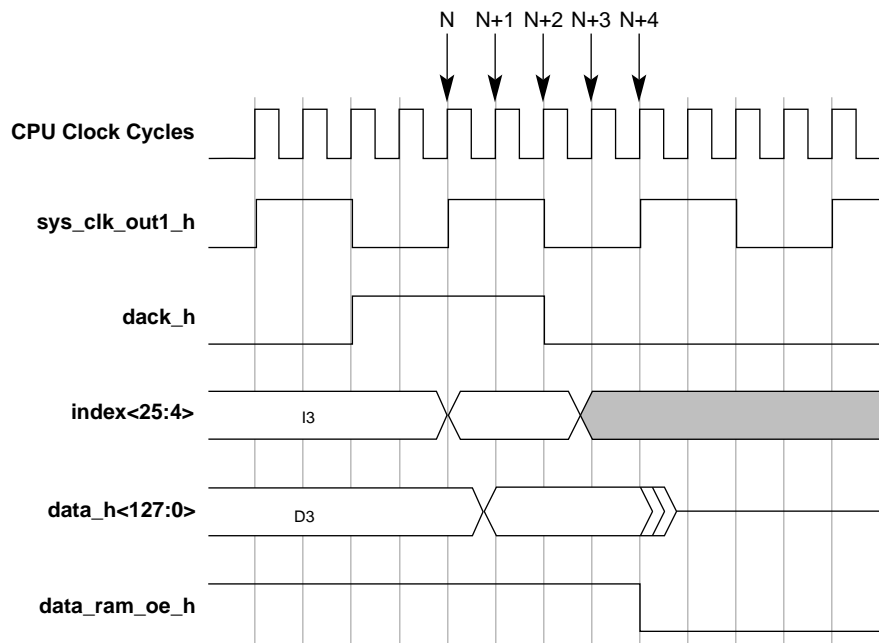 N N+1 N+2 N+3 N+4
CPU Clock Cycles
sys_clk_out1_h
dack_h
index<25:4>
I3
data_h<127:0>
D3
data_ram_oe_h